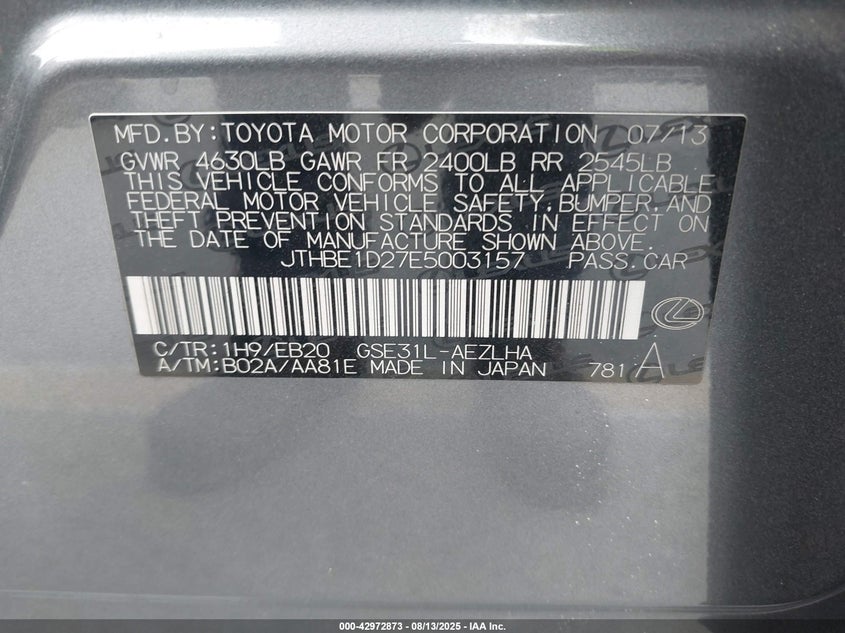 MFD.BY:TOYOTA MOTOR CORPORATION 07/13
GVWR 4630LB GAWR FR 2400LB RR 2545LB
THIS VEHICLE CONFORMS TO ALL APPLICABLE
FEDERAL MOTOR VEHICLE SAFETY,BUMPER,AND
THEFT PREVENTION STANDARDS IN EFFECT ON
THE DATE OF MANUFACTURE SHOWN ABOVE.
JTHBE1D27E5003157 PASS.CAR
C/TR:1H9/EB20 GSE31L-AEZLHA
A/TM:B02A/AA81E MADE IN JAPAN 781 A
000-42972873 - 08/13/2025 - IAA Inc.